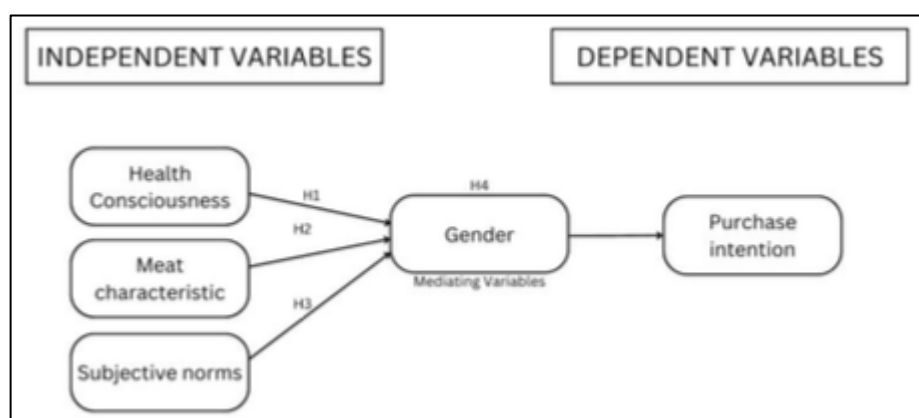 INDEPENDENT VARIABLES
DEPENDENT VARIABLES
Health
Consciousness
H1
H4
H2
Gender
Purchase
intention
Meat
characteristic
Mediating Variables
H3
Subjective norms